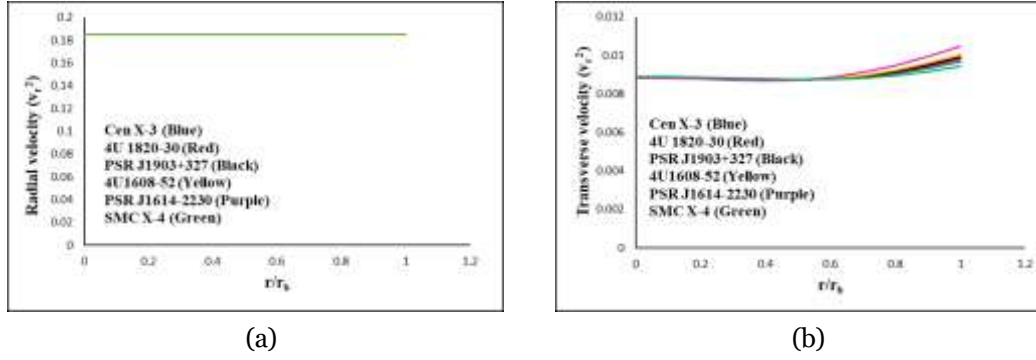 0.2
0.18
0.16
0.14
0.12
0.1
0.08
0.06
0.04
0.02
0
Radial velocity (vᵣ²)
Cen X-3 (Blue)
4U 1820-30 (Red)
PSR J1903+327 (Black)
4U1608-52 (Yellow)
PSR J1614-2230 (Purple)
SMC X-4 (Green)
0 0.2 0.4 0.6 0.8 1 1.2
r/r_b
(a)
0.012
0.01
0.008
0.006
0.004
0.002
0
Transverse velocity (vₜ²)
Cen X-3 (Blue)
4U 1820-30 (Red)
PSR J1903+327 (Black)
4U1608-52 (Yellow)
PSR J1614-2230 (Purple)
SMC X-4 (Green)
0 0.2 0.4 0.6 0.8 1 1.2
r/r_b
(b)